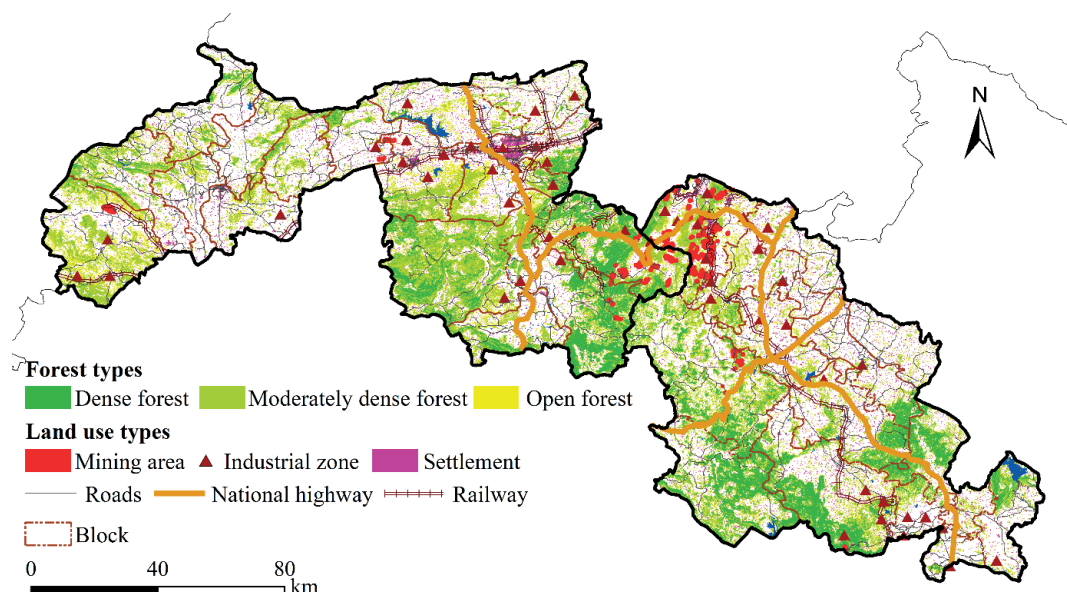 N
Forest types
Dense forest Moderately dense forest Open forest
Land use types
Mining area Industrial zone Settlement
Roads National highway Railway
Block
0 40 80
km